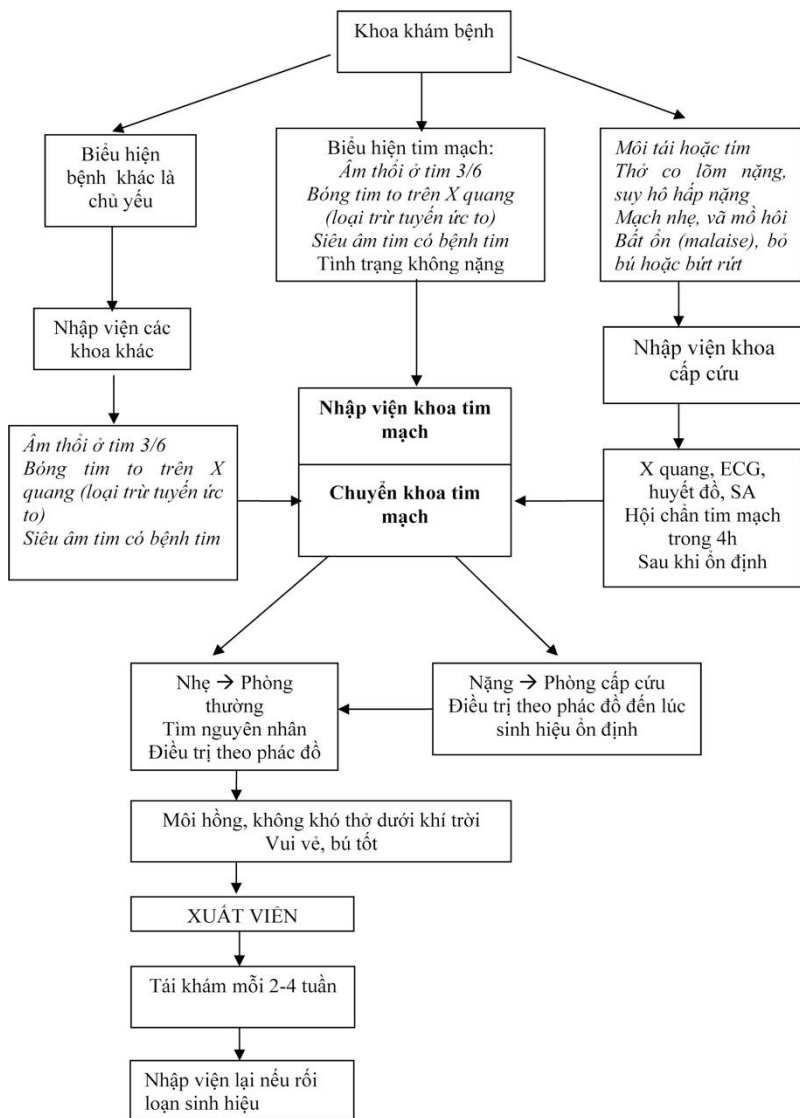 Khoa khám bệnh
Biểu hiện
bệnh khác là
chủ yếu
Biểu hiện tim mạch:
Âm thổi ở tim 3/6
Bóng tim to trên X quang
(loại trừ tuyến ức to)
Siêu âm tim có bệnh tim
Tình trạng không nặng
Môi tái hoặc tím
Thở co lõm nặng,
suy hô hấp nặng
Mạch nhẹ, vã mồ hôi
Bất ổn (malaise), bỏ
bú hoặc bứt rứt
Nhập viện các
khoa khác
Nhập viện khoa
cấp cứu
Nhập viện khoa tim
mạch
Chuyển khoa tim
mạch
Âm thổi ở tim 3/6
Bóng tim to trên X
quang (loại trừ tuyến ức
to)
Siêu âm tim có bệnh tim
X quang, ECG,
huyết đồ, SA
Hội chẩn tim mạch
trong 4h
Sau khi ổn định
Nhẹ → Phòng
thường
Tìm nguyên nhân
Điều trị theo phác đồ
Nặng → Phòng cấp cứu
Điều trị theo phác đồ đến lúc
sinh hiệu ổn định
Môi hồng, không khó thở dưới khí trời
Vui vẻ, bú tốt
XUẤT VIÊN
Tái khám mỗi 2-4 tuần
Nhập viện lại nếu rối
loạn sinh hiệu